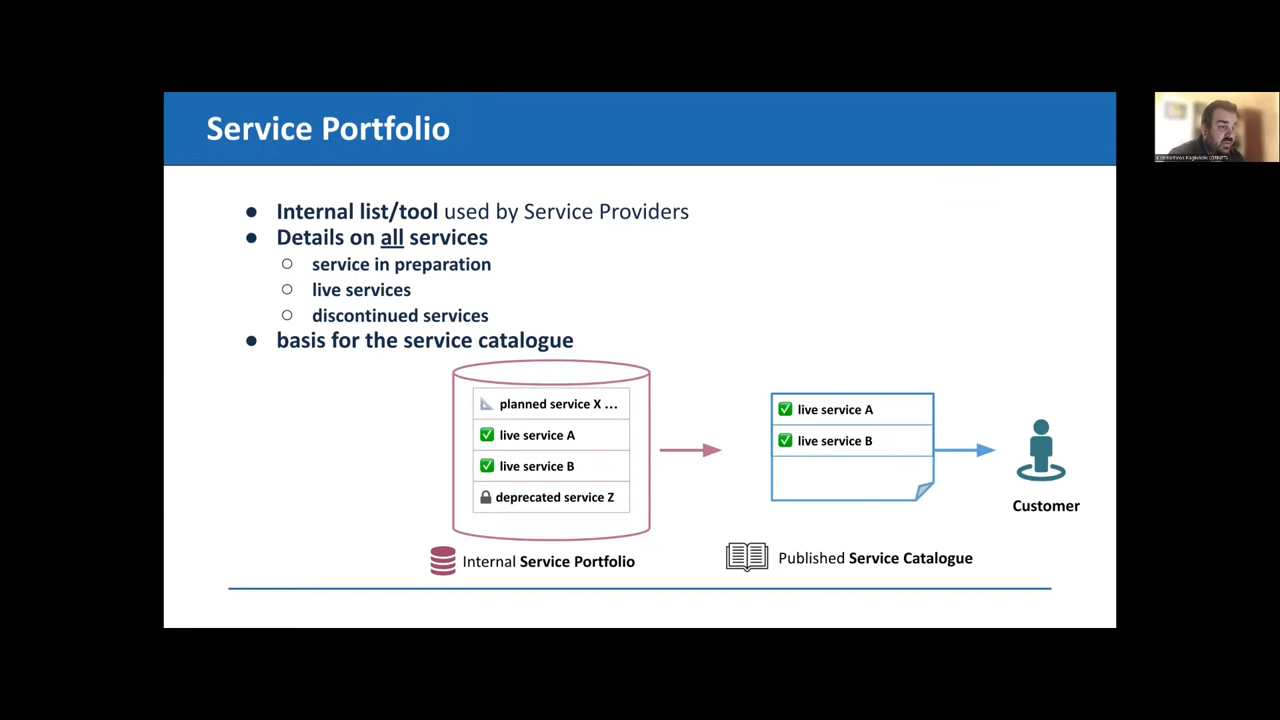 Service Portfolio
● Internal list/tool used by Service Providers
● Details on all services
○ service in preparation
○ live services
○ discontinued services
● basis for the service catalogue
planned service X ...
live service A
live service B
deprecated service Z
Internal Service Portfolio
live service A
live service B
Published Service Catalogue
Customer